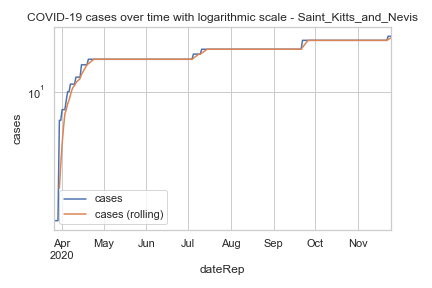 COVID-19 cases over time with logarithmic scale - Saint_Kitts_and_Nevis
10¹
cases
cases
cases (rolling)
Apr May Jun Jul Aug Sep Oct Nov
2020
dateRep